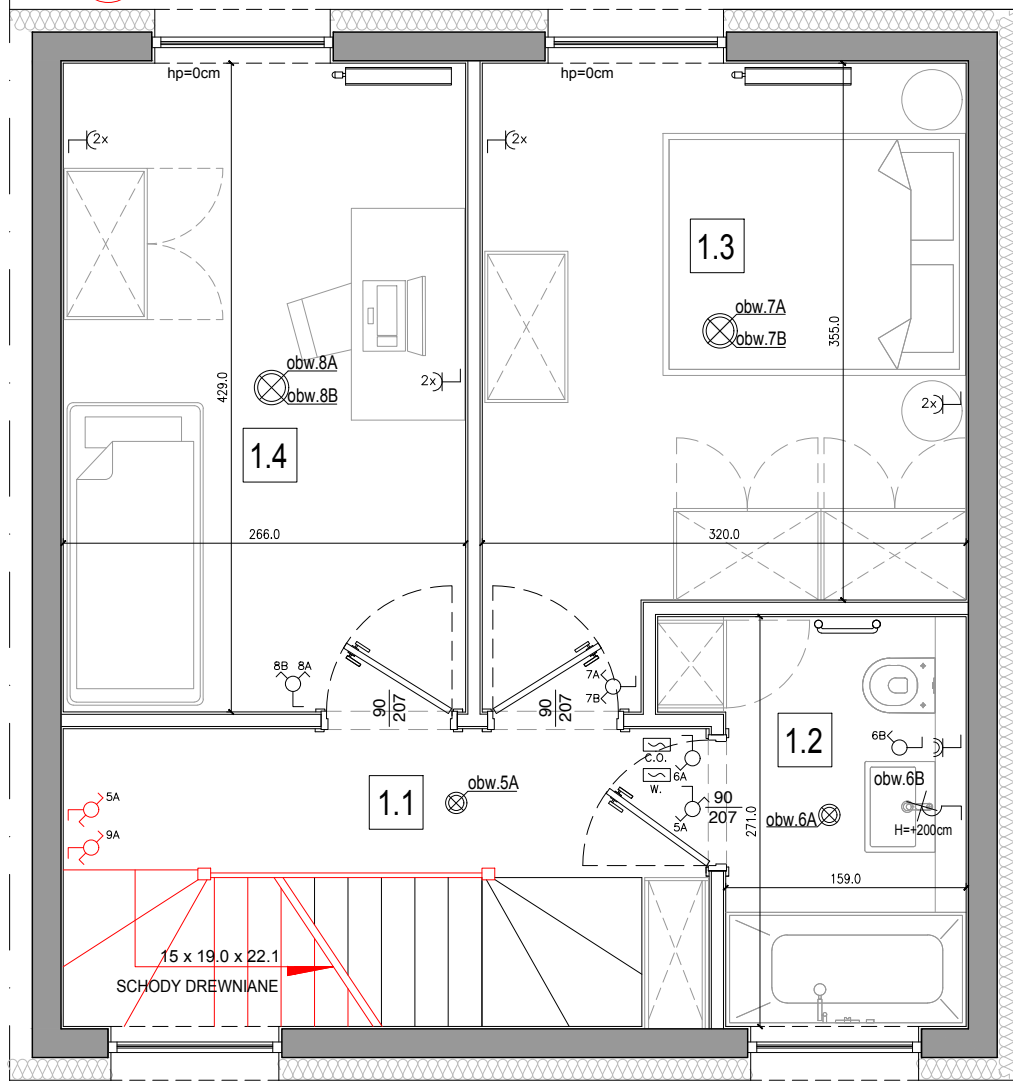 hp=0cm
hp=0cm
2x
2x
1.3
obw.7A
obw.7B
355.0
429.0
obw.8A
obw.8B
2x
2x
1.4
266.0
320.0
8B 8A
90
207
90
207
7A
7B
1.2
6B
C.O.
6A
W.
5A
90
207
1.1
obw.5A
5A
9A
obw.6B
obw.6A
H=+200cm
271.0
159.0
15 x 19.0 x 22.1
SCHODY DREWNIANE